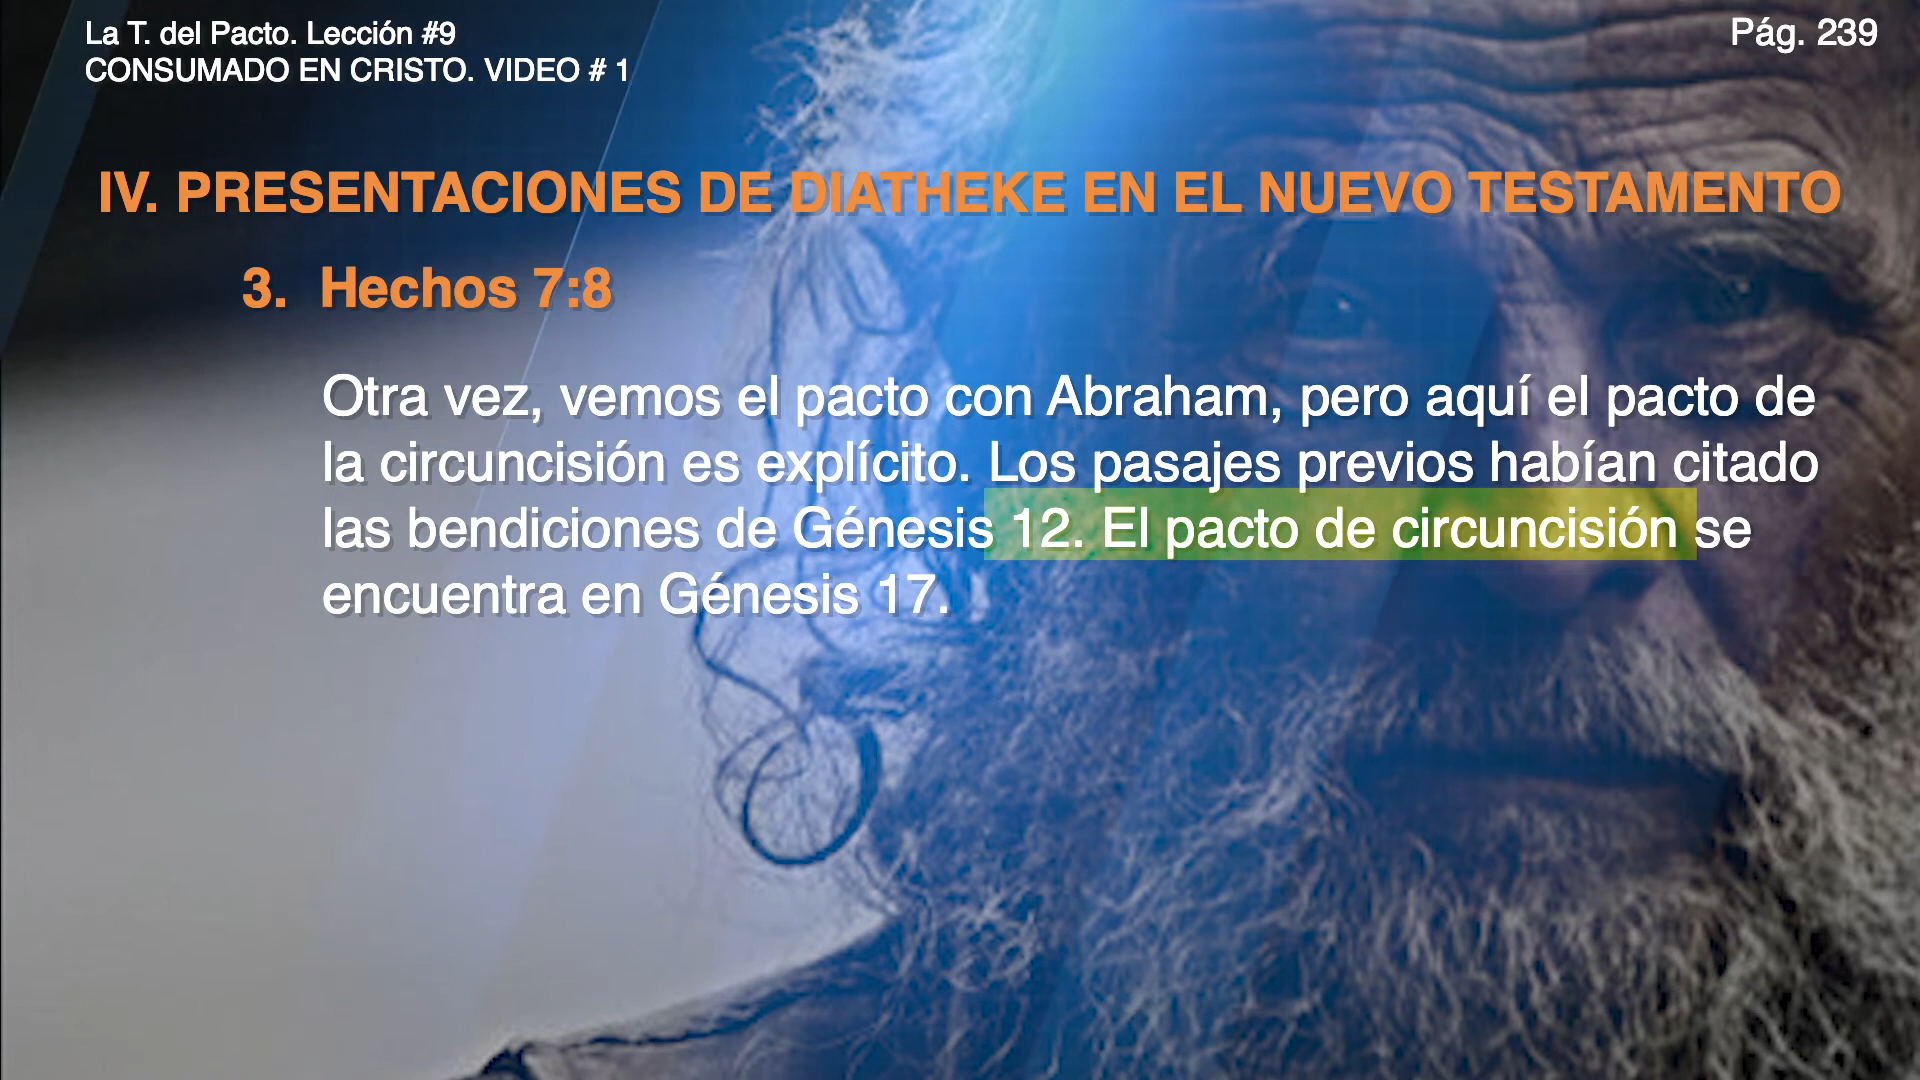 La T. del Pacto. Lección #9
CONSUMADO EN CRISTO. VIDEO # 1
Pág. 239
IV. PRESENTACIONES DE DIATHEKE EN EL NUEVO TESTAMENTO
3. Hechos 7:8
Otra vez, vemos el pacto con Abraham, pero aquí el pacto de
la circuncisión es explícito. Los pasajes previos habían citado
las bendiciones de Génesis 12. El pacto de circuncisión se
encuentra en Génesis 17.